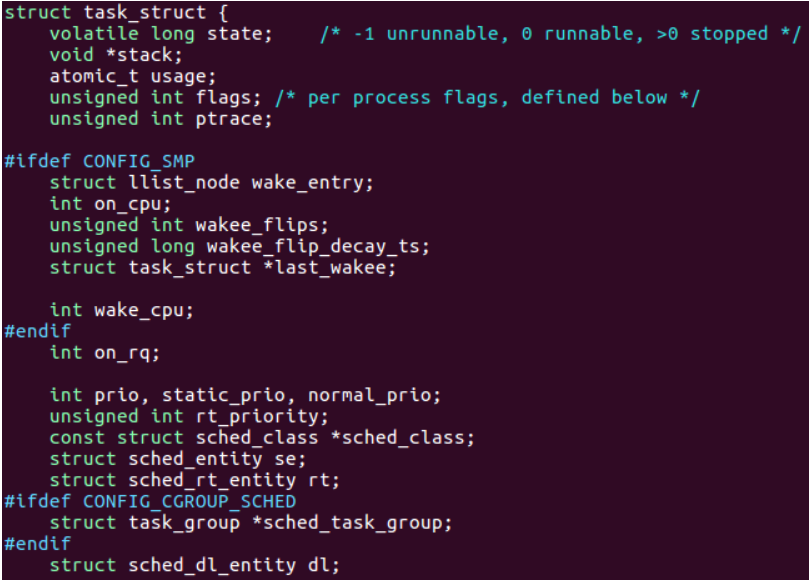 struct task_struct {
    volatile long state;    /* -1 unrunnable, 0 runnable, >0 stopped */
    void *stack;
    atomic_t usage;
    unsigned int flags; /* per process flags, defined below */
    unsigned int ptrace;

#ifdef CONFIG_SMP
    struct llist_node wake_entry;
    int on_cpu;
    unsigned int wakee_flips;
    unsigned long wakee_flip_decay_ts;
    struct task_struct *last_wakee;

    int wake_cpu;
#endif
    int on_rq;

    int prio, static_prio, normal_prio;
    unsigned int rt_priority;
    const struct sched_class *sched_class;
    struct sched_entity se;
    struct sched_rt_entity rt;
#ifdef CONFIG_CGROUP_SCHED
    struct task_group *sched_task_group;
#endif
    struct sched_dl_entity dl;